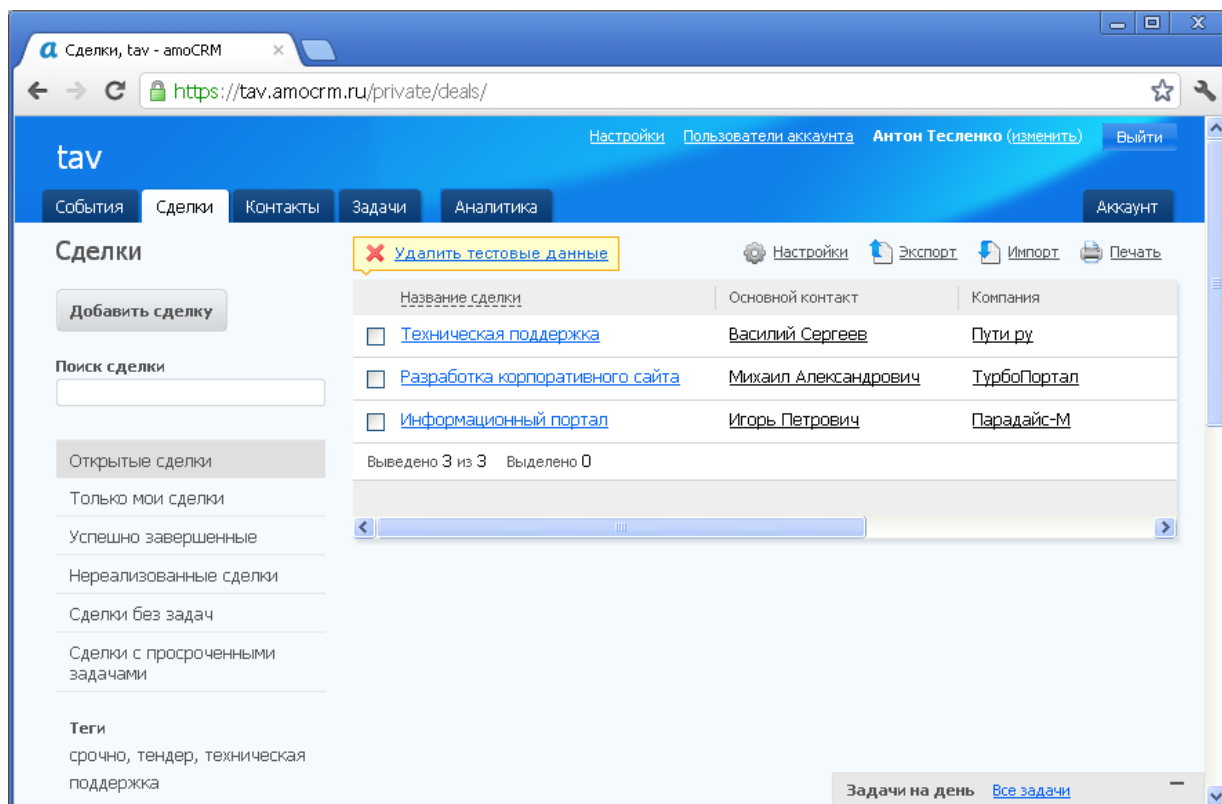 Сделки, tav - amoCRM
https://tav.amocrm.ru/private/deals/
Настройки Пользователи аккаунта Антон Тесленко (изменить) Выйти
tav
События Сделки Контакты Задачи Аналитика Аккаунт
Сделки
Удалить тестовые данные Настройки Экспорт Импорт Печать
Добавить сделку
Название сделки Основной контакт Компания
Техническая поддержка Василий Сергеев Пути ру
Поиск сделки
Разработка корпоративного сайта Михаил Александрович ТурбоПортал
Информационный портал Игорь Петрович Парадайс-М
Выведено 3 из 3 Выделено 0
Открытые сделки
Только мои сделки
Успешно завершенные
Нереализованные сделки
Сделки без задач
Сделки с просроченными
задачами
Теги
срочно, тендер, техническая
поддержка
Задачи на день Все задачи